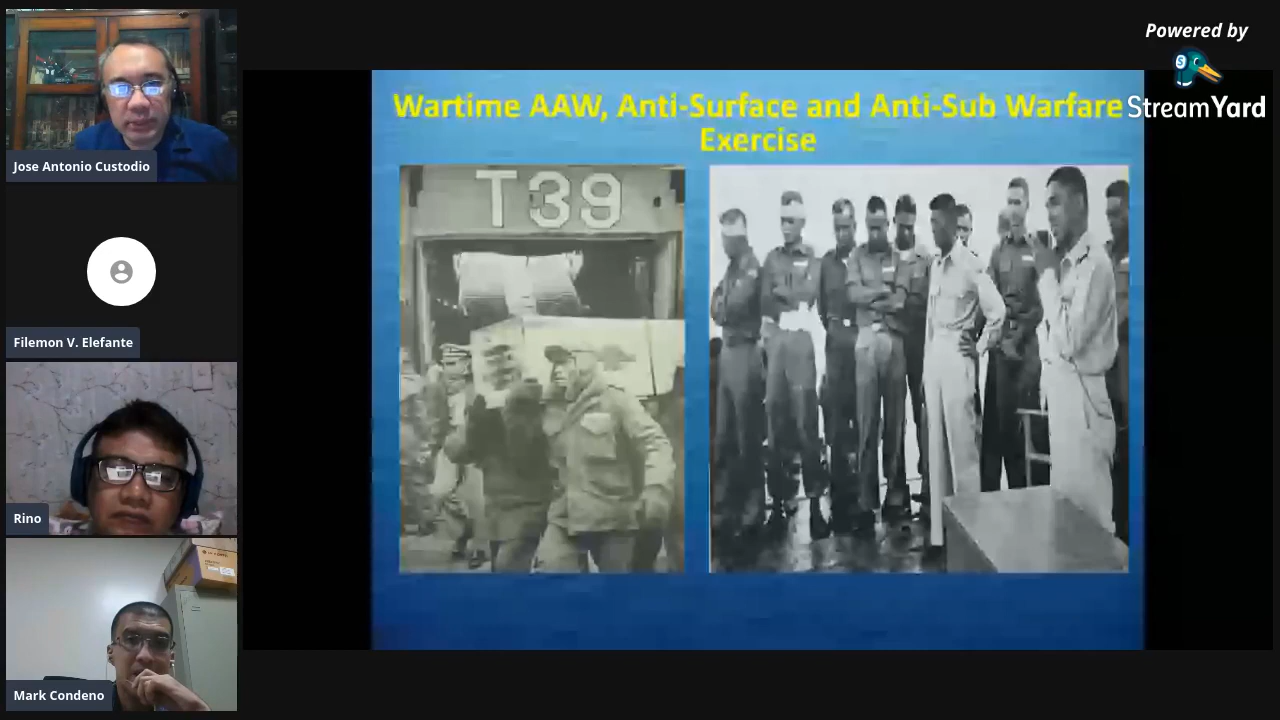 Powered by
StreamYard
Wartime AAW, Anti-Surface and Anti-Sub Warfare
Exercise
T39
Jose Antonio Custodio
Filemon V. Elefante
Rino
Mark Condeno